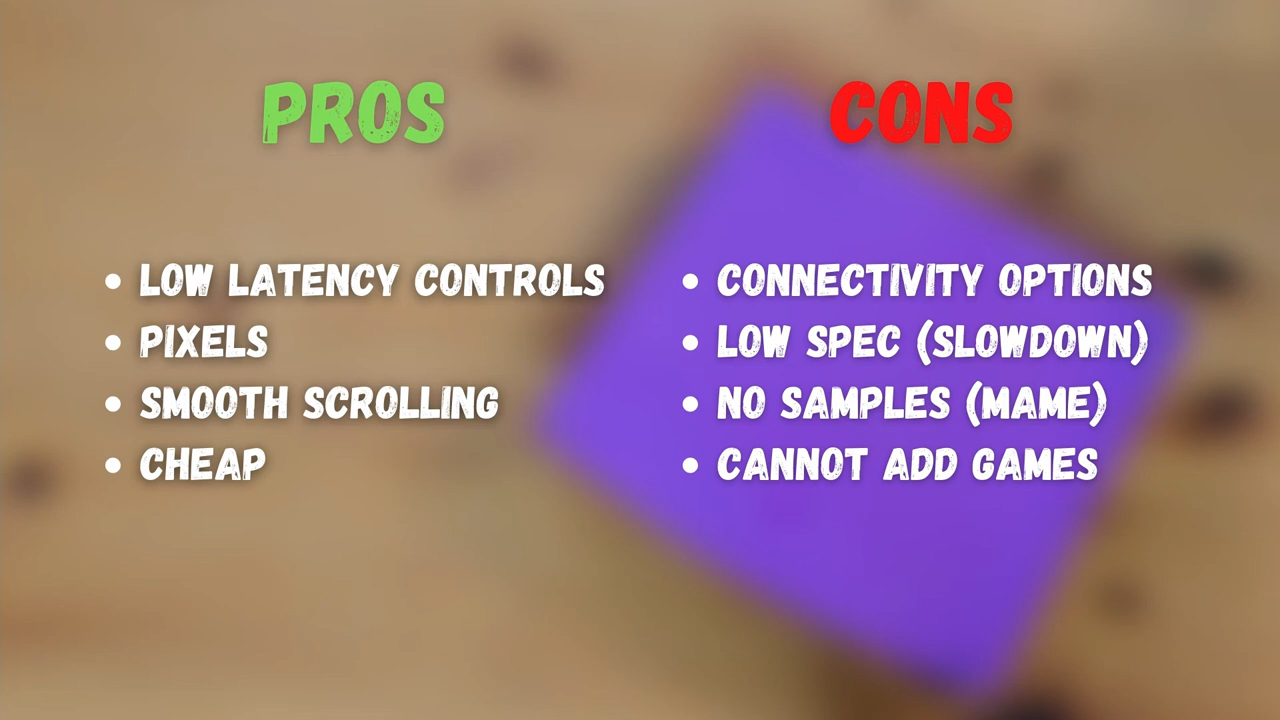 PROS
• LOW LATENCY CONTROLS
• PIXELS
• SMOOTH SCROLLING
• CHEAP
CONS
• CONNECTIVITY OPTIONS
• LOW SPEC (SLOWDOWN)
• NO SAMPLES (MAME)
• CANNOT ADD GAMES